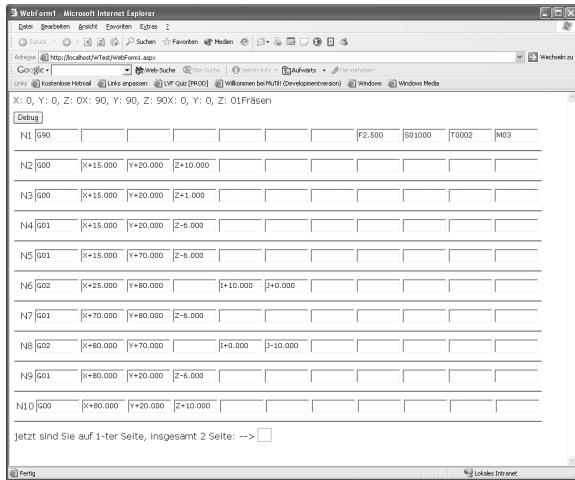 WebForm1 - Microsoft Internet Explorer
Datei Bearbeiten Ansicht Favoriten Extras ?
Zurück Suchen Favoriten Medien
Adresse http://localhost/WTest/WebForm1.aspx Wechseln zu
Google Web-Suche Site-Suche Seiten-Info Aufwärts Hervorheben
Links Kostenlose Hotmail Links anpassen LVF Quiz [PROD] Windows Windows Media
X: 0, Y: 0, Z: 0X: 90, Y: 90, Z: 90X: 0, Y: 0, Z: 01Fräsen
Debug
N1 G90 F2.500 S01000 T0002 M03
N2 G00 X+15.000 Y+20.000 Z+10.000
N3 G00 X+15.000 Y+20.000 Z+1.000
N4 G01 X+15.000 Y+20.000 Z-6.000
N5 G01 X+15.000 Y+70.000 Z-6.000
N6 G02 X+25.000 Y+80.000 I+10.000 J+0.000
N7 G01 X+70.000 Y+80.000 Z-6.000
N8 G02 X+80.000 Y+70.000 I+0.000 J-10.000
N9 G01 X+80.000 Y+20.000 Z-6.000
N10 G00 X+80.000 Y+20.000 Z+10.000
jetzt sind Sie auf 1-ter Seite, insgesamt 2 Seite: -->
Fertig Lokales Intranet